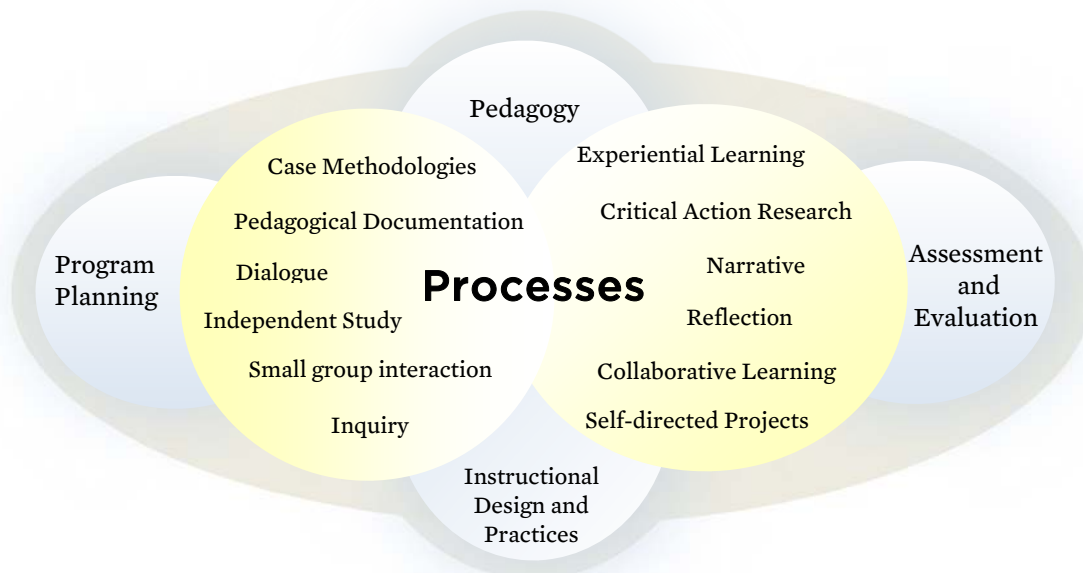 Pedagogy
Case Methodologies
Experiential Learning
Pedagogical Documentation
Critical Action Research
Program
Planning
Dialogue
Processes
Narrative
Assessment
and
Evaluation
Independent Study
Reflection
Small group interaction
Collaborative Learning
Inquiry
Self-directed Projects
Instructional
Design and
Practices